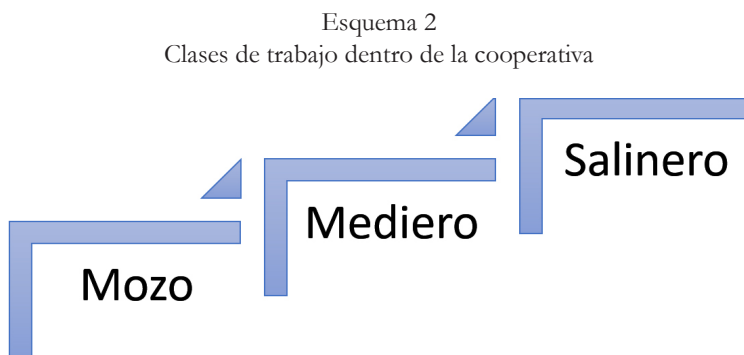 Esquema 2
Clases de trabajo dentro de la cooperativa
Mozo
Mediero
Salinero